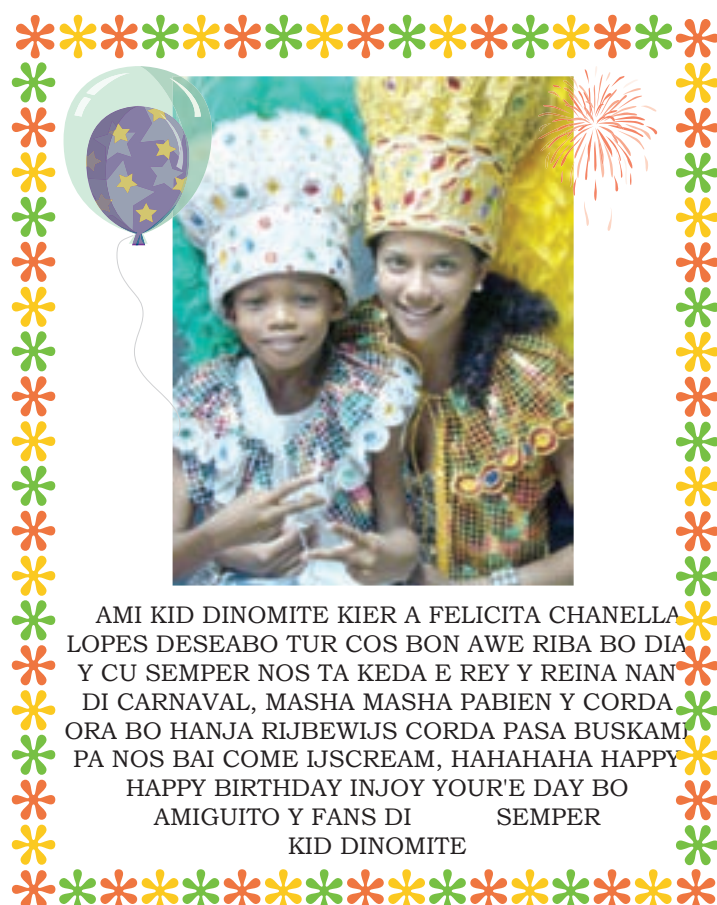 AMI KID DINOMITE KIER A FELICITA CHANELLA
LOPES DESEABO TUR COS BON AWE RIBA BO DIA
Y CU SEMPER NOS TA KEDA E REY Y REINA NAN
DI CARNAVAL, MASHA MASHA PABIEN Y CORDA
ORA BO HANJA RIJBEWIJS CORDA PASA BUSKAMI
PA NOS BAI COME IJSCREAM, HAHAHAHA HAPPY
HAPPY BIRTHDAY INJOY YOUR'E DAY BO
AMIGUITO Y FANS DI SEMPER
KID DINOMITE